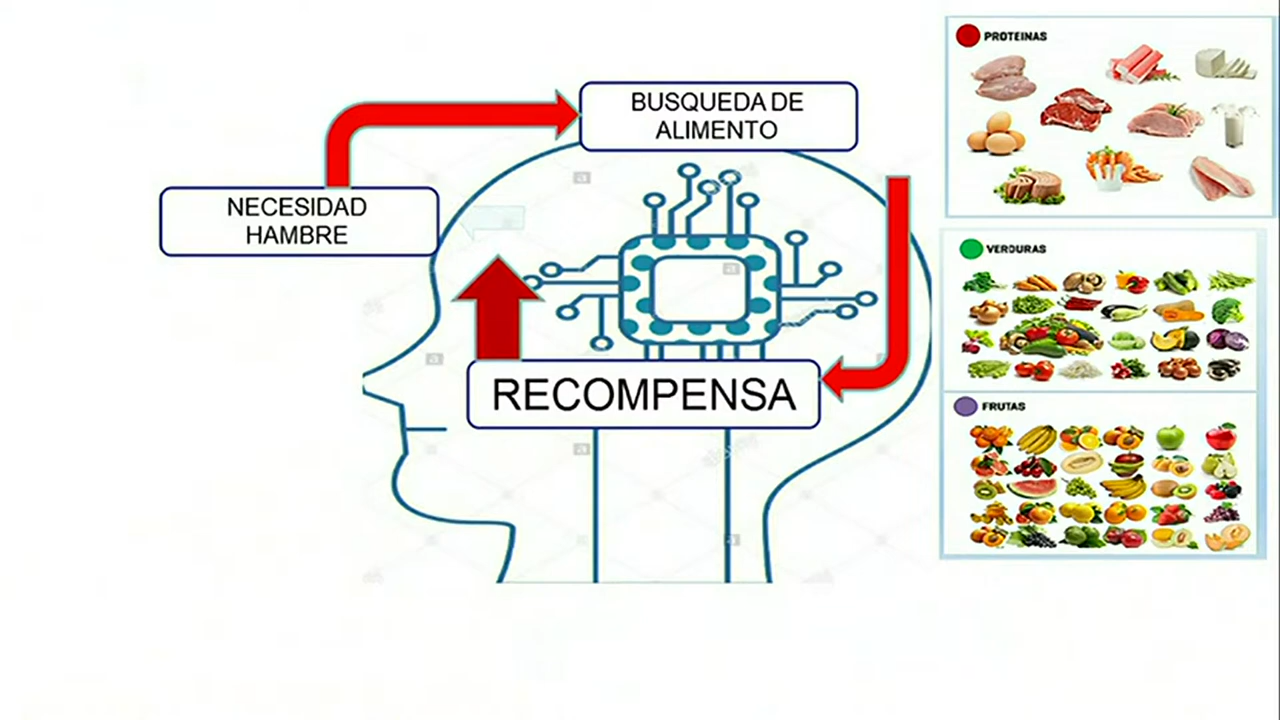 NECESIDAD
HAMBRE
BUSQUEDA DE
ALIMENTO
RECOMPENSA
PROTEINAS
VERDURAS
FRUTAS